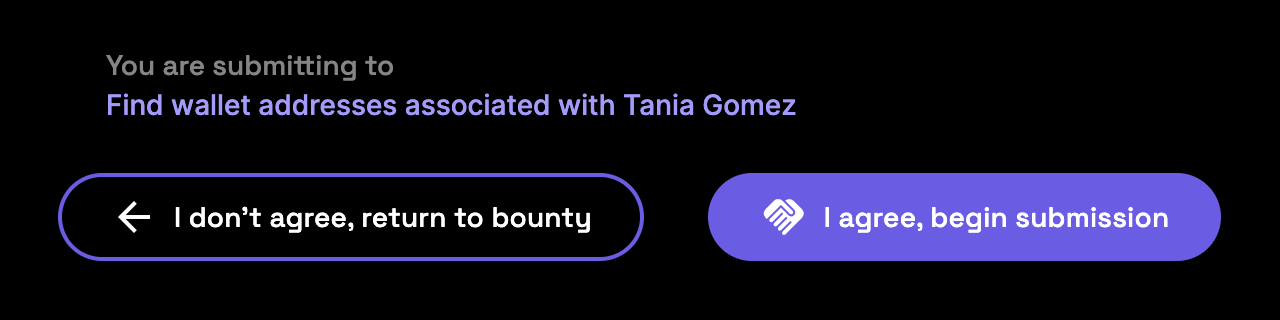 You are submitting to
Find wallet addresses associated with Tania Gomez
I don't agree, return to bounty
I agree, begin submission